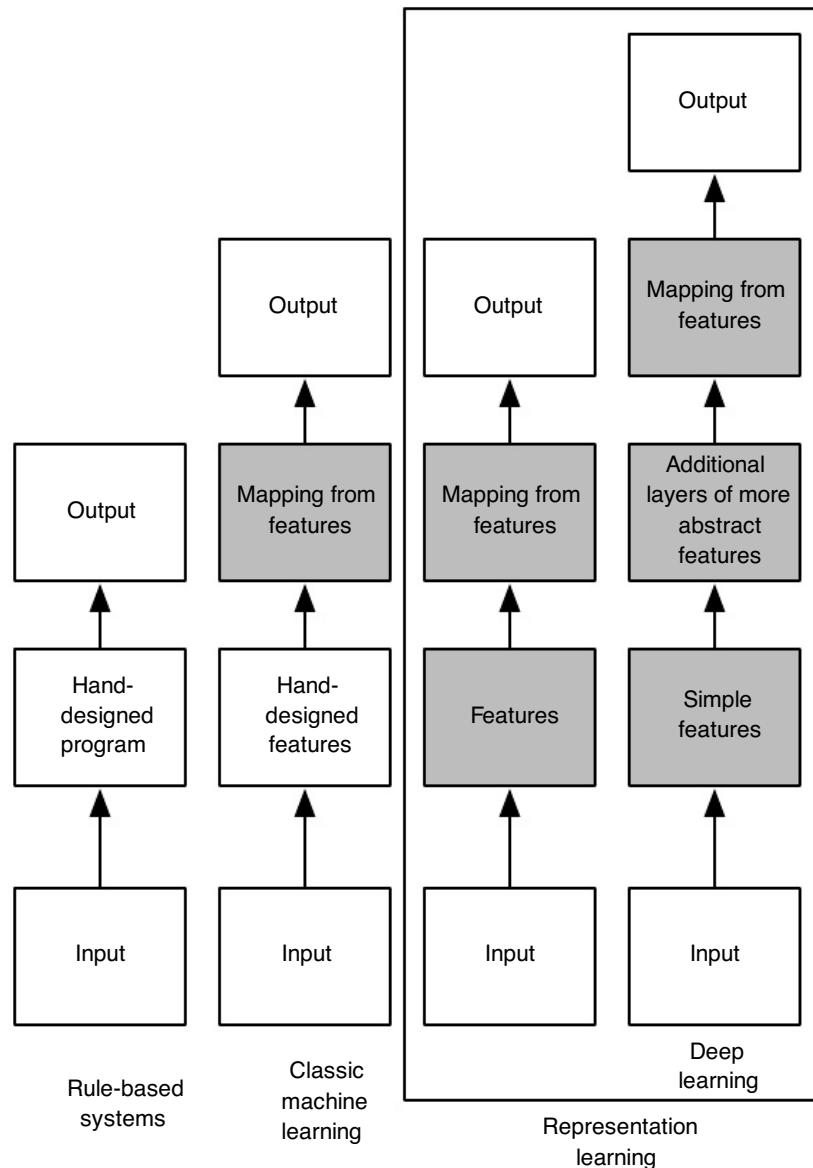 Output
Mapping from
features
Additional
layers of more
abstract
features
Simple
features
Input
Deep
learning
Output
Mapping from
features
Features
Input
Representation
learning
Output
Mapping from
features
Hand-
designed
features
Input
Classic
machine
learning
Output
Hand-
designed
program
Input
Rule-based
systems